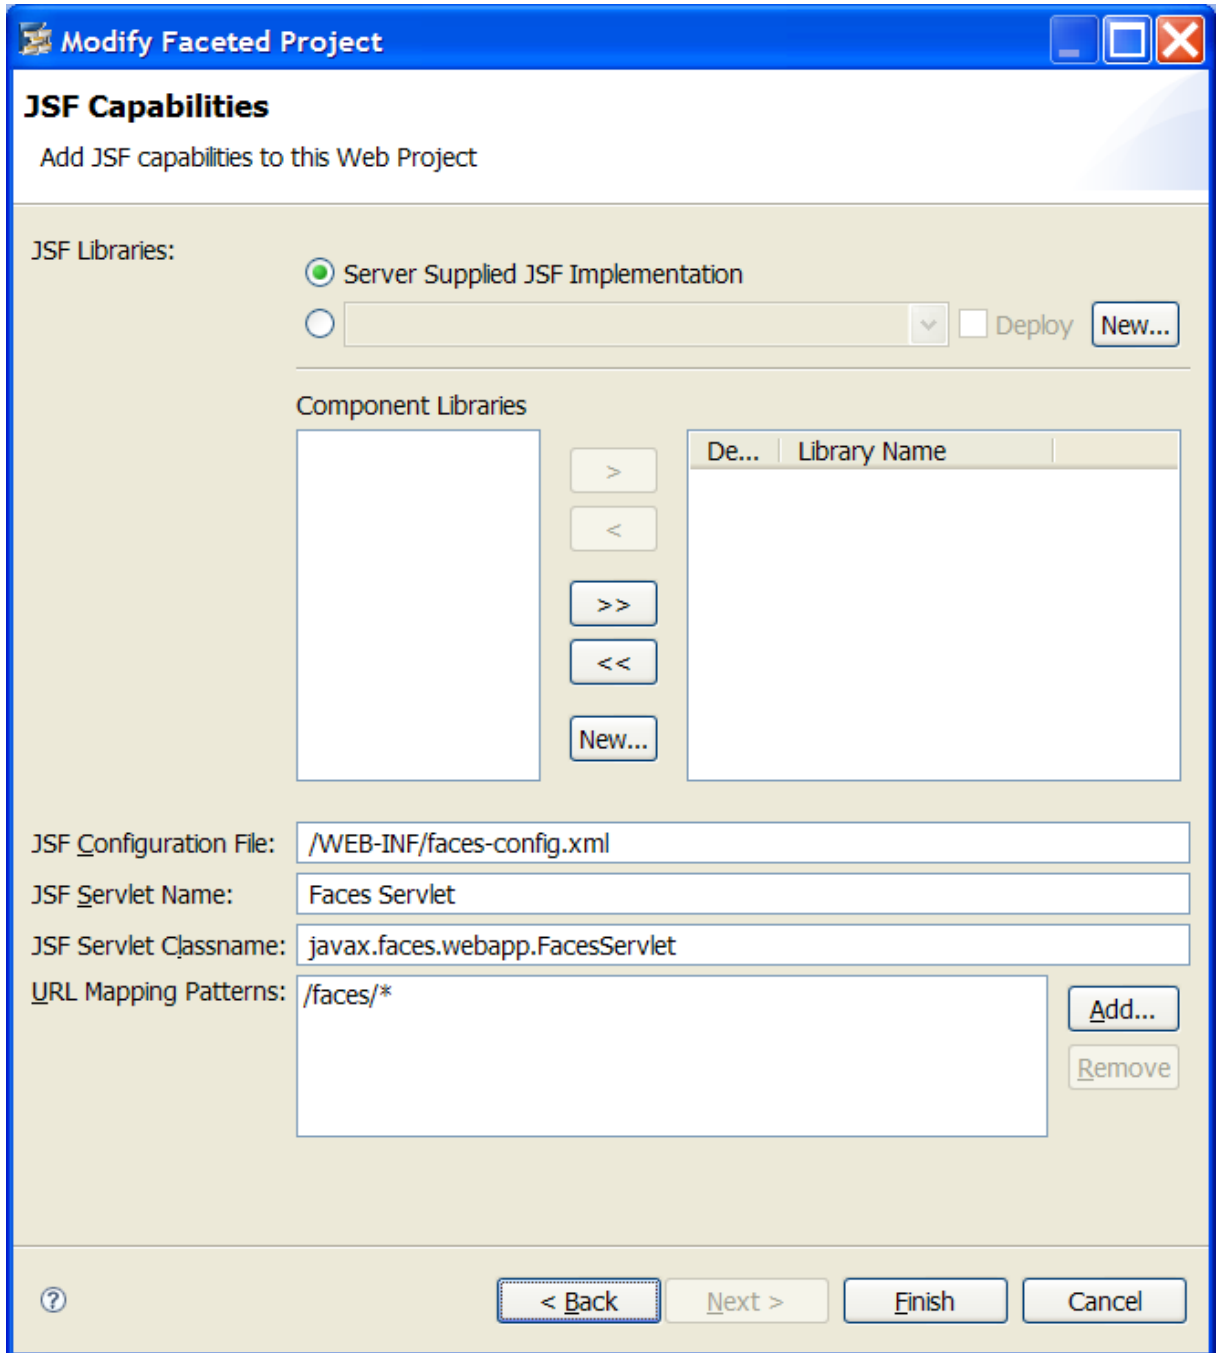 Modify Faceted Project
JSF Capabilities
Add JSF capabilities to this Web Project
JSF Libraries:
Server Supplied JSF Implementation
Deploy New...
Component Libraries
De... Library Name
>
<
>>
<<
New...
JSF Configuration File: /WEB-INF/faces-config.xml
JSF Servlet Name: Faces Servlet
JSF Servlet Classname: javax.faces.webapp.FacesServlet
URL Mapping Patterns: /faces/*
Add...
Remove
? < Back Next > Finish Cancel